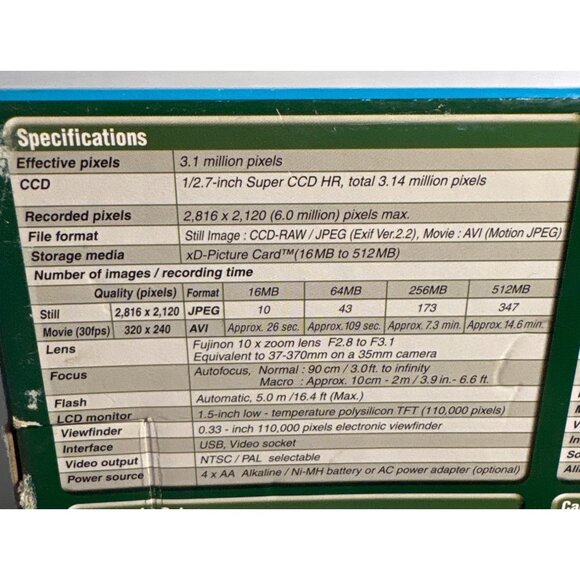 Specifications
Effective pixels 3.1 million pixels
CCD 1/2.7-inch Super CCD HR, total 3.14 million pixels
Recorded pixels 2,816 x 2,120 (6.0 million) pixels max.
File format Still Image : CCD-RAW / JPEG (Exif Ver.2.2), Movie : AVI (Motion JPEG)
Storage media xD-Picture Card™(16MB to 512MB)
Number of images / recording time
Quality (pixels) Format 16MB 64MB 256MB 512MB
Still 2,816 x 2,120 JPEG 10 43 173 347
Movie (30fps) 320 x 240 AVI Approx. 26 sec. Approx. 109 sec. Approx. 7.3 min. Approx. 14.6 min.
Lens Fujinon 10 x zoom lens F2.8 to F3.1
Equivalent to 37-370mm on a 35mm camera
Focus Autofocus, Normal : 90 cm / 3.0ft. to infinity
Macro : Approx. 10cm - 2m / 3.9 in.- 6.6 ft.
Flash Automatic, 5.0 m /16.4 ft (Max.)
LCD monitor 1.5-inch low - temperature polysilicon TFT (110,000 pixels)
Viewfinder 0.33 - inch 110,000 pixels electronic viewfinder
Interface USB, Video socket
Video output NTSC / PAL selectable
Power source 4 x AA Alkaline / Ni-MH battery or AC power adapter (optional)